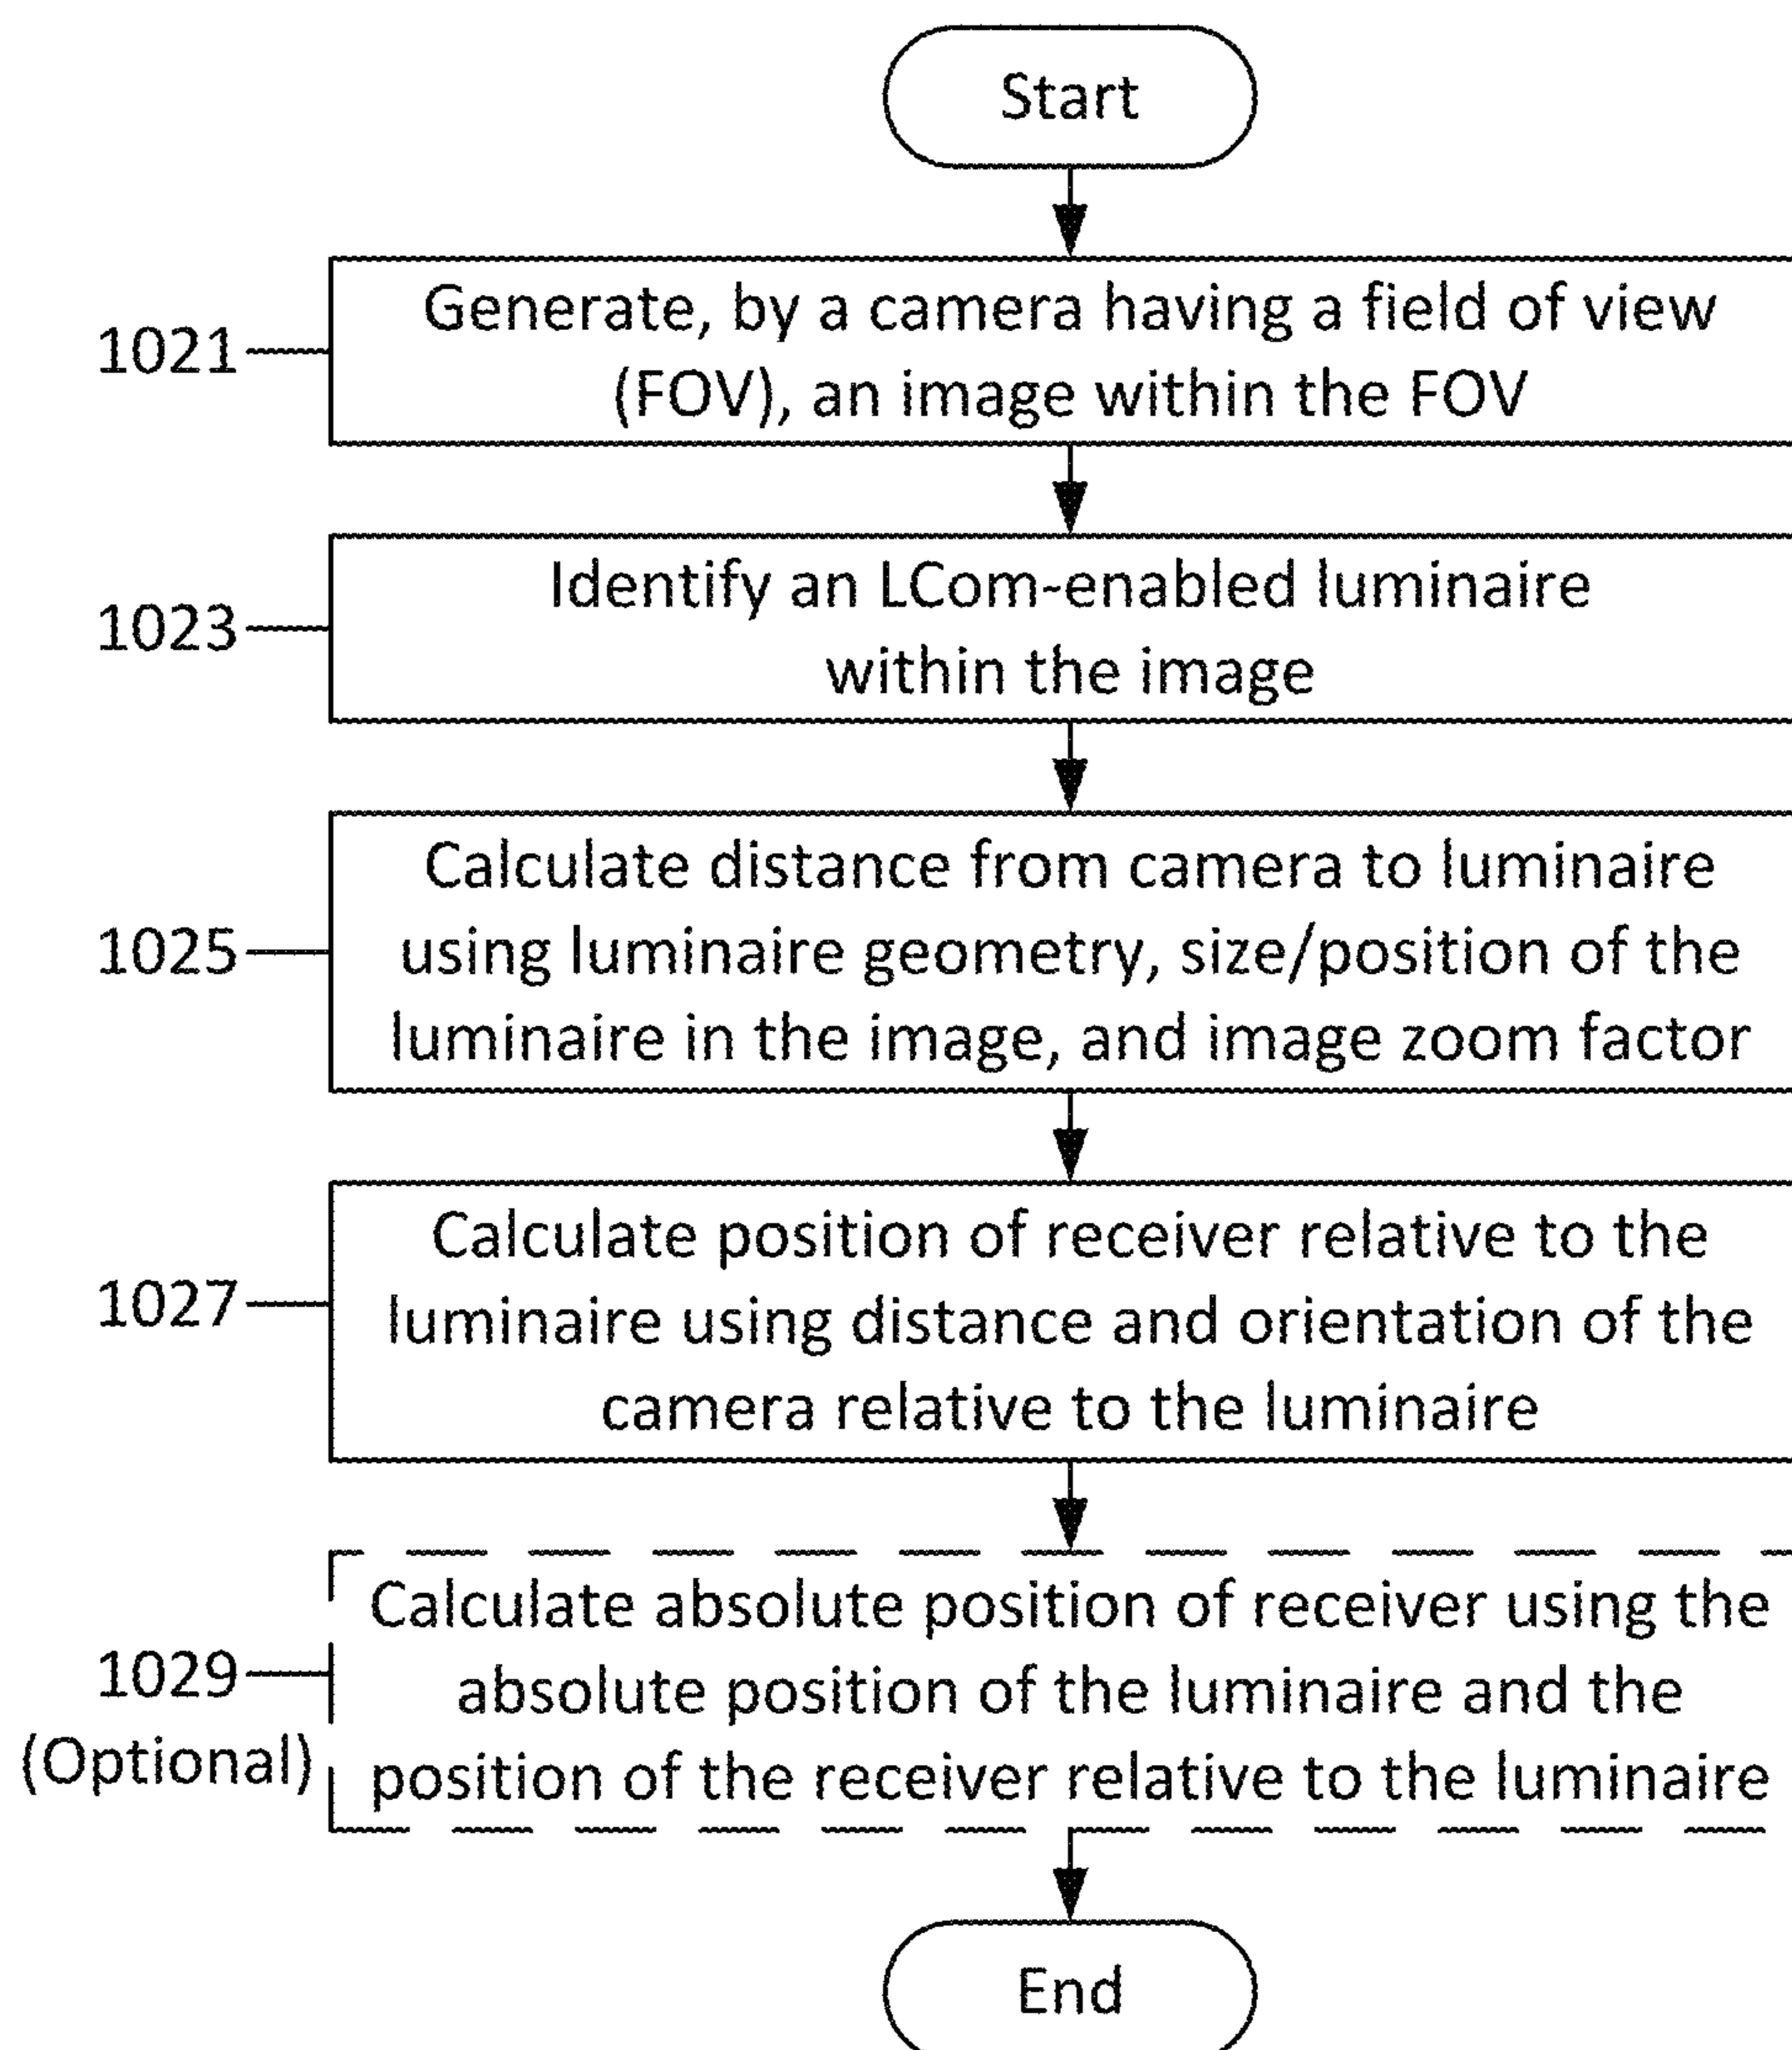 Start
1021
Generate, by a camera having a field of view
(FOV), an image within the FOV
1023
Identify an LCom-enabled luminaire
within the image
1025
Calculate distance from camera to luminaire
using luminaire geometry, size/position of the
luminaire in the image, and image zoom factor
1027
Calculate position of receiver relative to the
luminaire using distance and orientation of the
camera relative to the luminaire
1029
(Optional)
Calculate absolute position of receiver using the
absolute position of the luminaire and the
position of the receiver relative to the luminaire
End